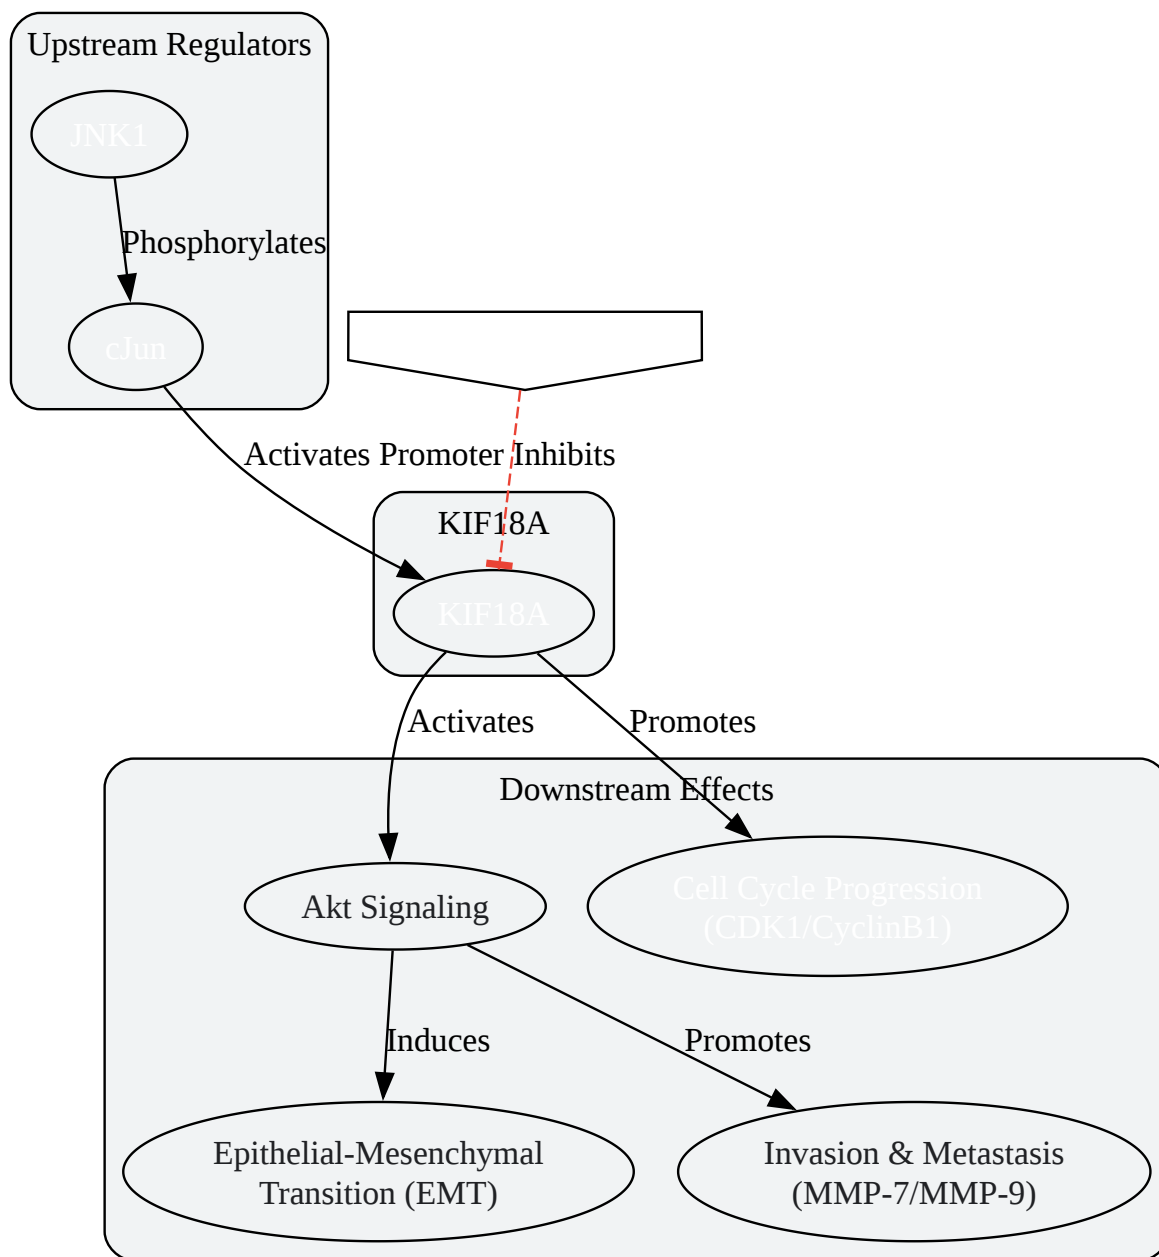 Upstream Regulators
JNK1
Phosphorylates
cJun
Activates Promoter
Inhibits
KIF18A
KIF18A
Activates
Promotes
Downstream Effects
Akt Signaling
Cell Cycle Progression
(CDK1/CyclinB1)
Induces
Promotes
Epithelial-Mesenchymal
Transition (EMT)
Invasion & Metastasis
(MMP-7/MMP-9)